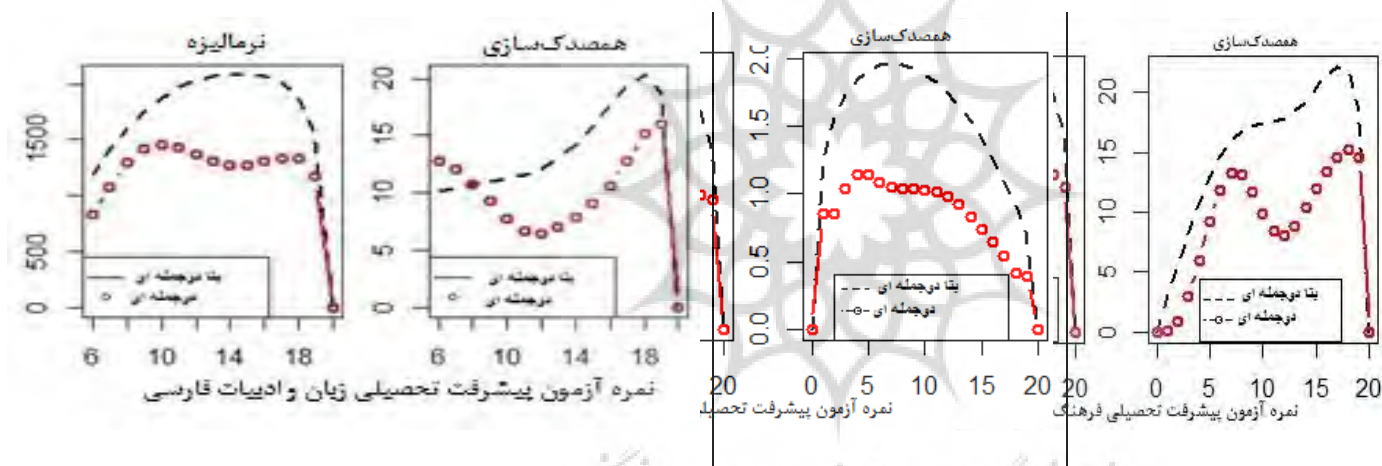 نرمالیزه
همصدک‌سازی
همصدک‌سازی
همصدک‌سازی
0 500 1500
0 5 10 15 20
0.0 0.5 1.0 1.5 2.0
0 5 10 15 20
بتا دوجمله ای
دوجمله ای
بتا دوجمله ای
دوجمله ای
بتا دوجمله ای
دوجمله ای
بتا دوجمله ای
دوجمله ای
6 10 14 18
6 10 14 18
20
0 5 10 15 20
20
0 5 10 15 20
نمره آزمون پیشرفت تحصیلی زبان و ادبیات فارسی
نمره آزمون پیشرفت تحصیلی
نمره آزمون پیشرفت تحصیلی فرهنگ